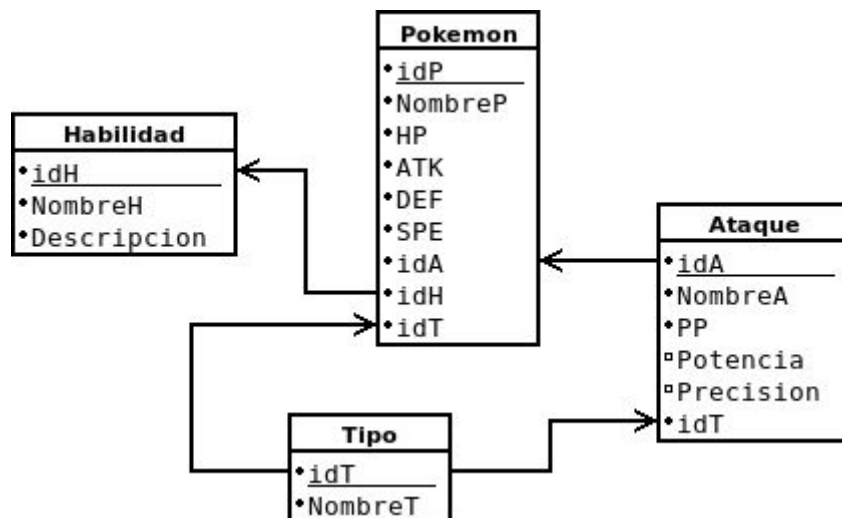 Pokemon
idP
NombreP
HP
ATK
DEF
SPE
idA
idH
idT
Habilidad
idH
NombreH
Descripcion
Ataque
idA
NombreA
PP
Potencia
Precision
idT
Tipo
idT
NombreT